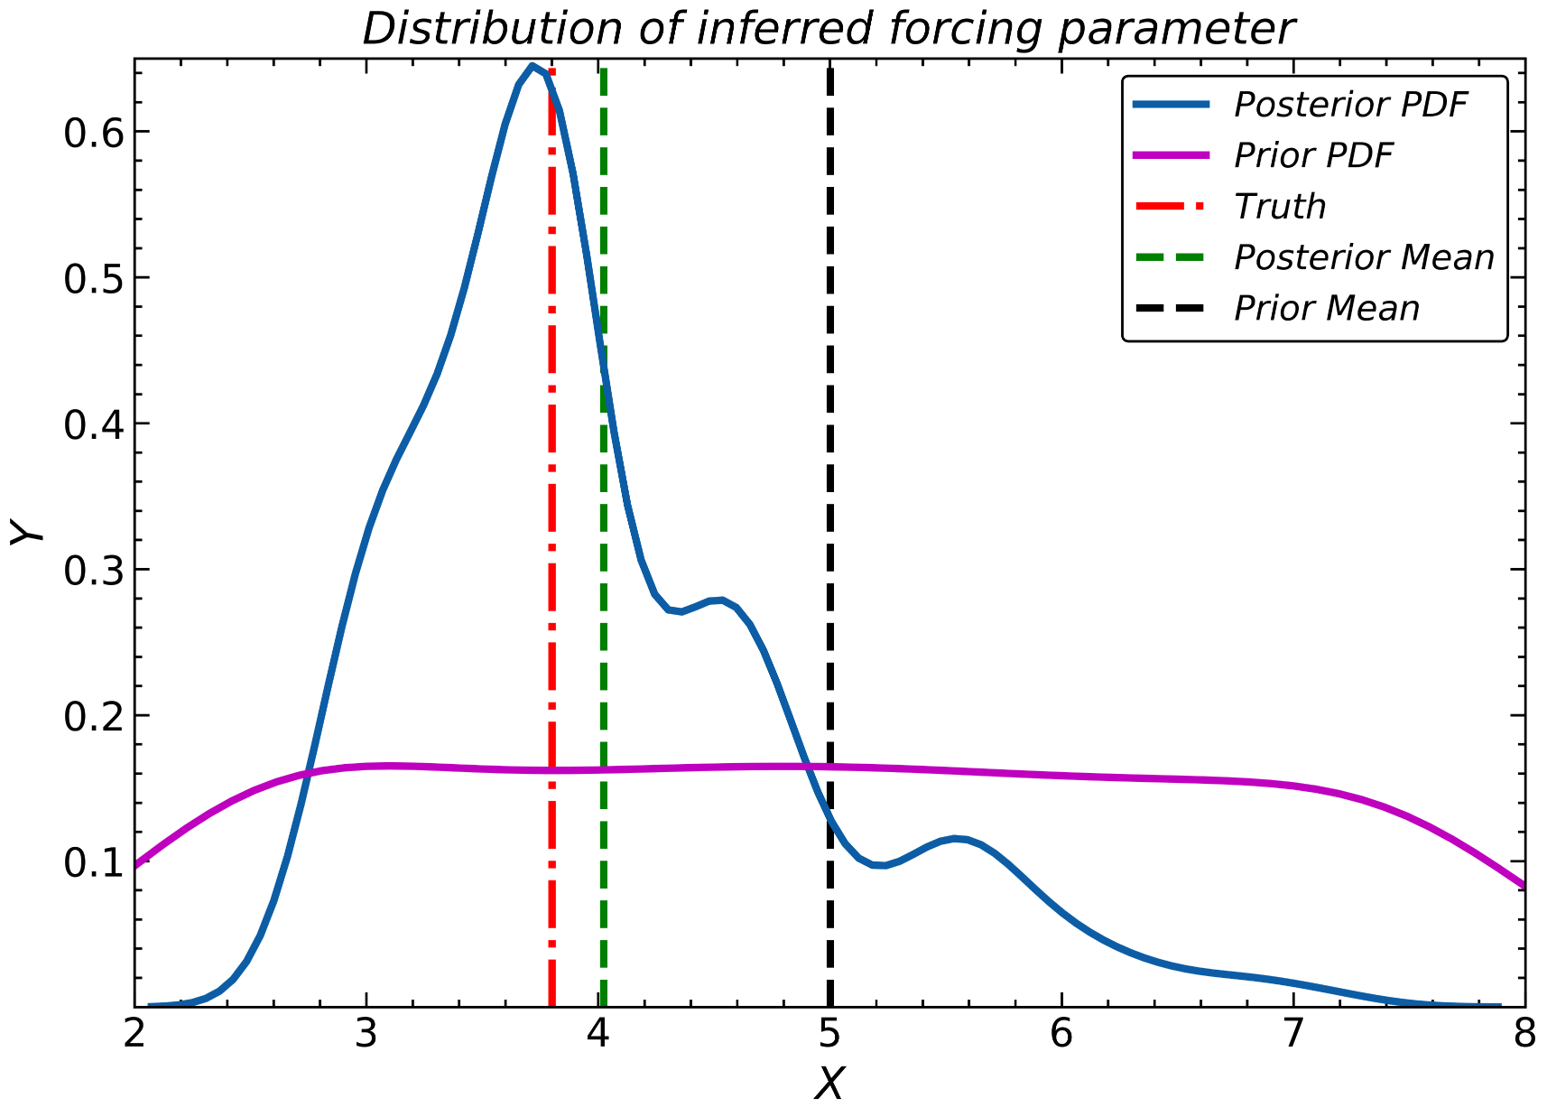 Distribution of inferred forcing parameter
Posterior PDF
Prior PDF
Truth
Posterior Mean
Prior Mean
0.6
0.5
0.4
0.3
0.2
0.1
Y
2 3 4 5 6 7 8
X